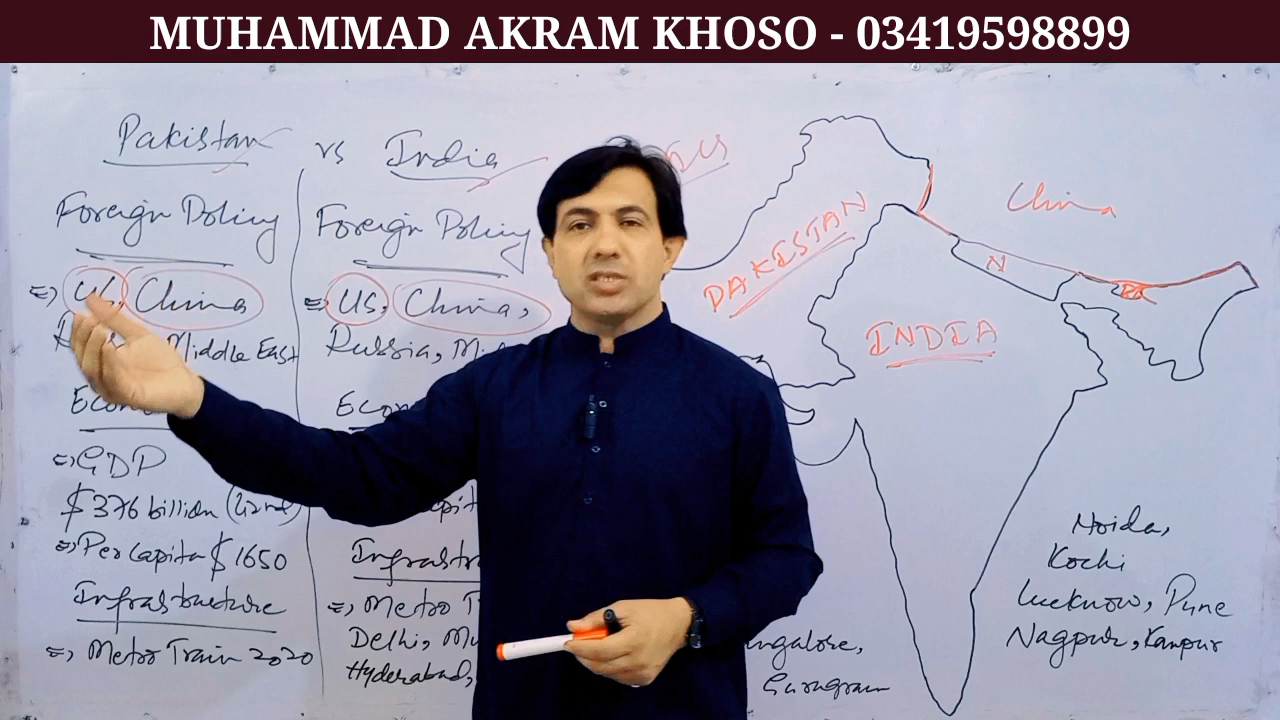 MUHAMMAD AKRAM KHOSO - 03419598899
Pakistan vs India
Foreign Policy
=> US, China
Middle East
GDP
$ 376 billion (42nd)
=> Per Capita $ 1650
Infrastructure
=> Metro Train 2020
Foreign Policy
=> US, China,
Russia,
=> Metro
Delhi,
Hyderabad,
Gurugram
PAKISTAN
INDIA
China
N
Noida,
Kochi
Lucknow, Pune
Nagpur, Kanpur